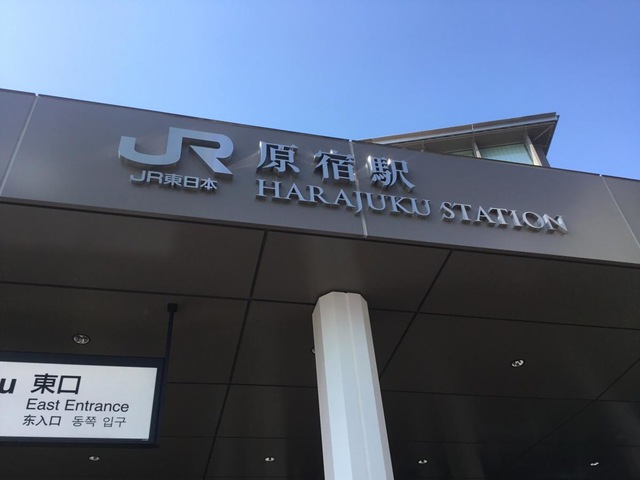 JR 原宿駅
JR東日本 HARAJUKU STATION
u 東口
East Entrance
东入口 동쪽 입구